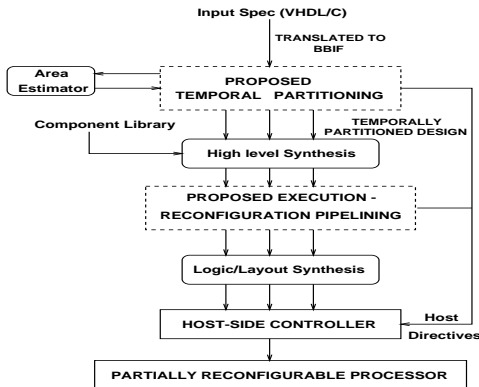 Input Spec (VHDL/C)
TRANSLATED TO
BBIF
Area
Estimator
PROPOSED
TEMPORAL PARTITIONING
Component Library
TEMPORALLY
PARTITIONED DESIGN
High level Synthesis
PROPOSED EXECUTION -
RECONFIGURATION PIPELINING
Logic/Layout Synthesis
Host
Directives
HOST-SIDE CONTROLLER
PARTIALLY RECONFIGURABLE PROCESSOR